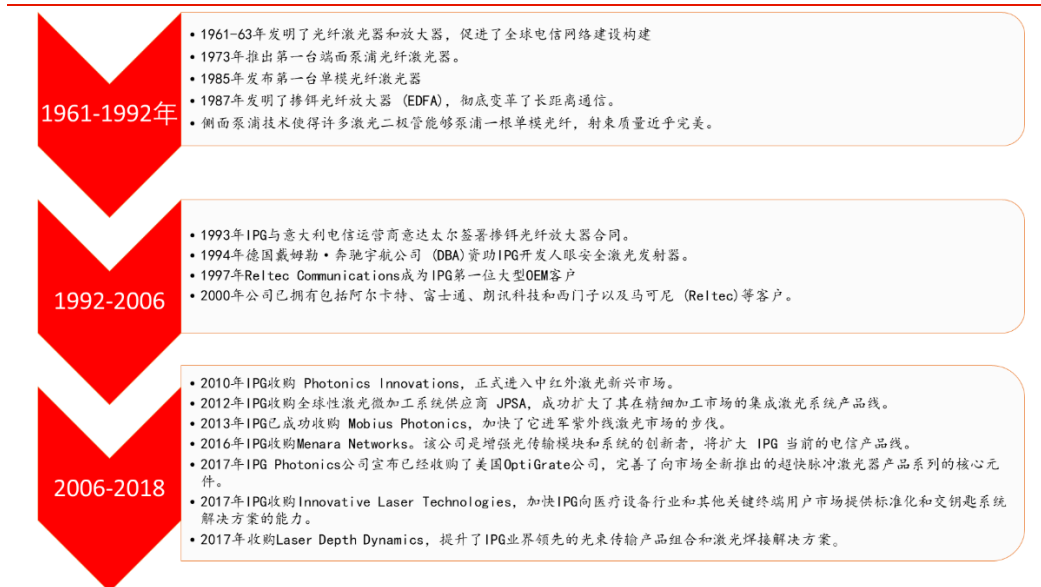 1961-1992年
• 1961-63年发明了光纤激光器和放大器，促进了全球电信网络建设构建
• 1973年推出第一台端面泵浦光纤激光器。
• 1985年发布第一台单模光纤激光器
• 1987年发明了掺铒光纤放大器 (EDFA)，彻底变革了长距离通信。
• 侧面泵浦技术使得许多激光二极管能够泵浦一根单模光纤，射束质量近乎完美。
1992-2006
• 1993年IPG与意大利电信运营商意达太尔签署掺铒光纤放大器合同。
• 1994年德国戴姆勒·奔驰宇航公司 (DBA)资助IPG开发人眼安全激光发射器。
• 1997年Reltec Communications成为IPG第一位大型OEM客户
• 2000年公司已拥有包括阿尔卡特、富士通、朗讯科技和西门子以及马可尼 (Reltec)等客户。
2006-2018
• 2010年IPG收购 Photonics Innovations，正式进入中红外激光新兴市场。
• 2012年IPG收购全球性激光微加工系统供应商 JPSA，成功扩大了其在精细加工市场的集成激光系统产品线。
• 2013年IPG已成功收购 Mobius Photonics，加快了它进军紫外线激光市场的步伐。
• 2016年IPG收购Menara Networks。该公司是增强光传输模块和系统的创新者，将扩大 IPG 当前的电信产品线。
• 2017年IPG Photonics公司宣布已经收购了美国OptiGrate公司，完善了向市场全新推出的超快脉冲激光器产品系列的核心元
件。
• 2017年IPG收购Innovative Laser Technologies，加快IPG向医疗设备行业和其他关键终端用户市场提供标准化和交钥匙系统
解决方案的能力。
• 2017年收购Laser Depth Dynamics，提升了IPG业界领先的光束传输产品组合和激光焊接解决方案。